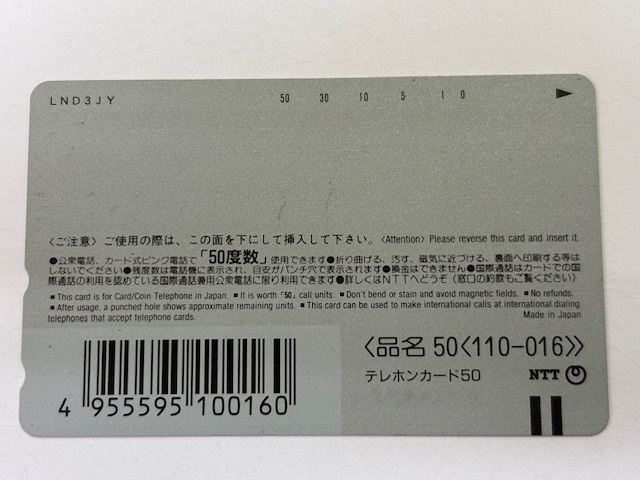 LND3JY 50 30 10 5 1 0
〈ご注意〉ご使用の際は、この面を下にして挿入して下さい。〈Attention〉Please reverse this card and insert it.
●公衆電話、カード式ピンク電話で「50度数」使用できます●折り曲げる、汚す、磁気に近づける、裏面へ印刷する等は
しないでください●残度数は電話機に表示され、目安がパンチ穴で表示されます●換金はできません●国際通話はカードでの国
際通話の利用を認めている国際通話兼用公衆電話に限り利用できます●詳しくはNTTへどうぞ（窓口の約款もご覧ください）
■ This card is for Card/Coin Telephone in Japan. ■ It is worth「50」call units. ■ Don't bend or stain and avoid magnetic fields. ■ No refunds.
■ After usage, a punched hole shows approximate remaining units. ■ This card can be used to make international calls at international dialing
telephones that accept telephone cards. Made in Japan
〈品名 50〈110-016〉〉
テレホンカード50 NTT
4 955595 100160